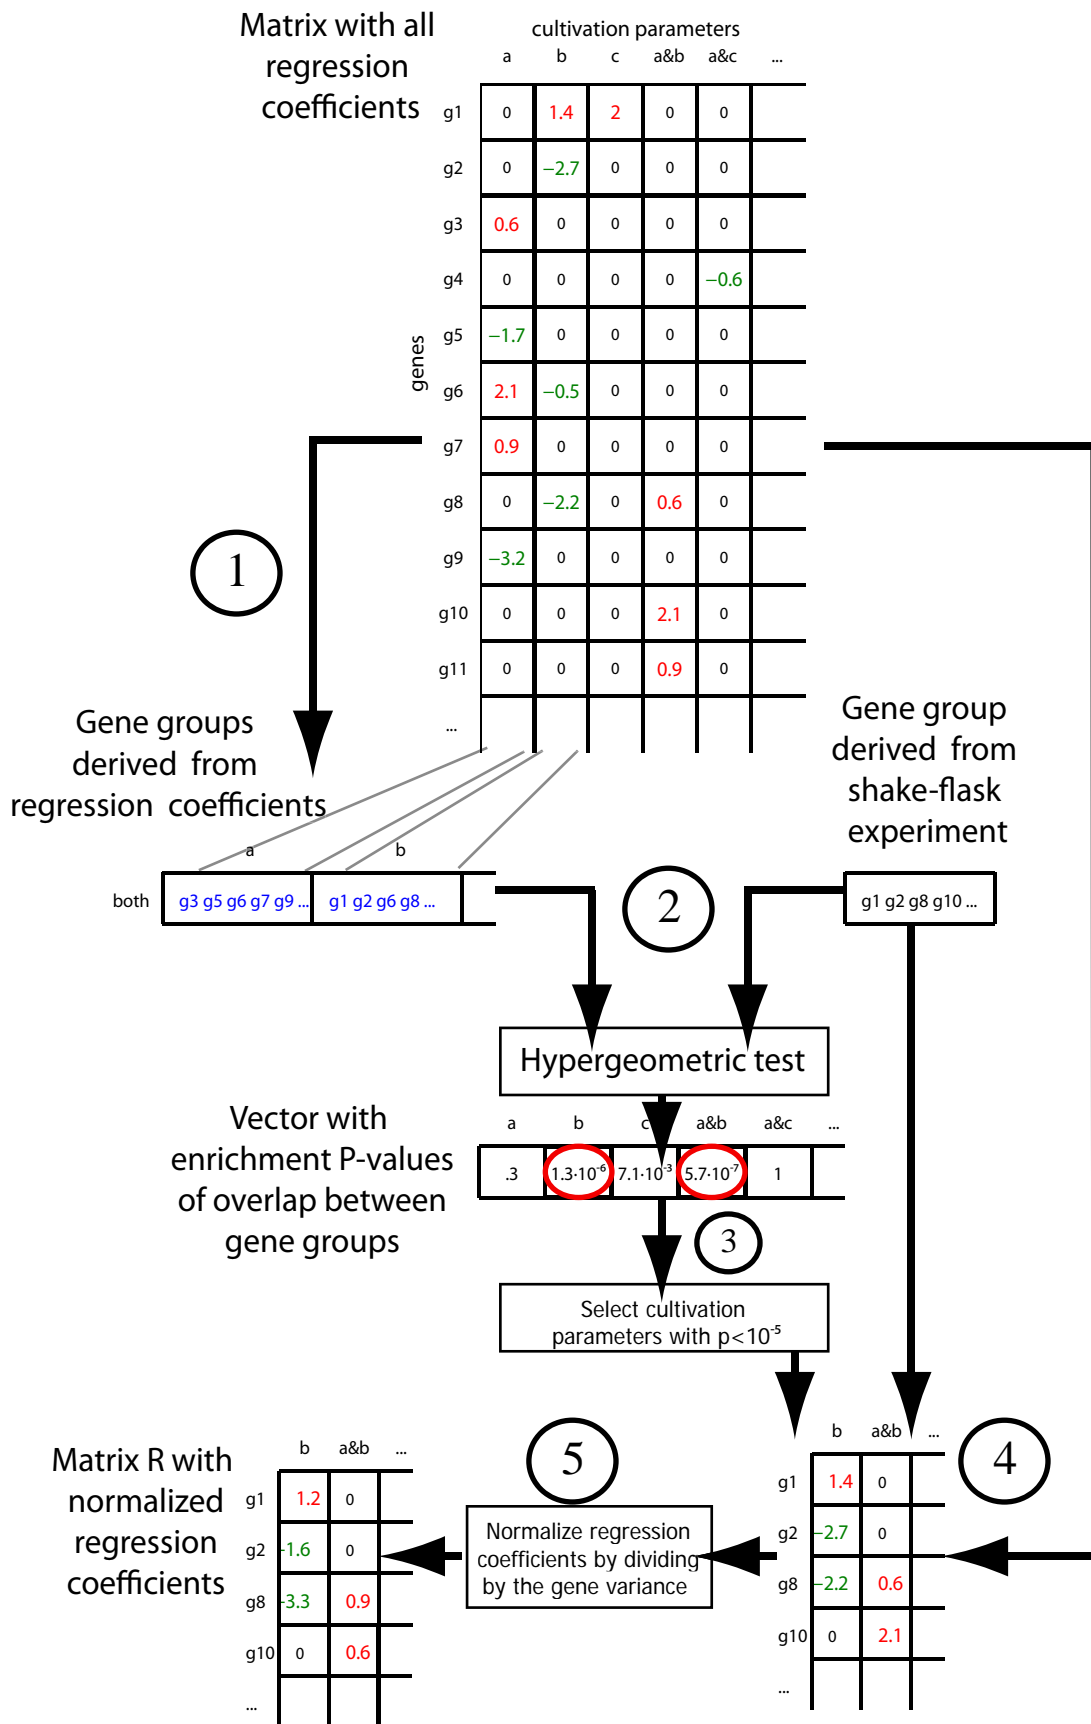 Matrix with all
regression
coefficients
cultivation parameters
a b c a&b a&c ...
genes
g1 0 1.4 2 0 0
g2 0 −2.7 0 0 0
g3 0.6 0 0 0 0
g4 0 0 0 0 −0.6
g5 −1.7 0 0 0 0
g6 2.1 −0.5 0 0 0
g7 0.9 0 0 0 0
g8 0 −2.2 0 0.6 0
g9 −3.2 0 0 0 0
g10 0 0 0 2.1 0
g11 0 0 0 0.9 0
...
1
Gene groups
derived from
regression coefficients
Gene group
derived from
shake-flask
experiment
a b
both g3 g5 g6 g7 g9 ... g1 g2 g6 g8 ...
2
g1 g2 g8 g10 ...
Hypergeometric test
Vector with
enrichment P-values
of overlap between
gene groups
a b c a&b a&c ...
.3 1.3·10⁻⁶ 7.1·10⁻³ 5.7·10⁻⁷ 1
3
Select cultivation
parameters with p<10⁻⁵
4
b a&b ...
g1 1.4 0
g2 −2.7 0
g8 −2.2 0.6
g10 0 2.1
...
5
Normalize regression
coefficients by dividing
by the gene variance
Matrix R with
normalized
regression
coefficients
b a&b ...
g1 1.2 0
g2 -1.6 0
g8 -3.3 0.9
g10 0 0.6
...